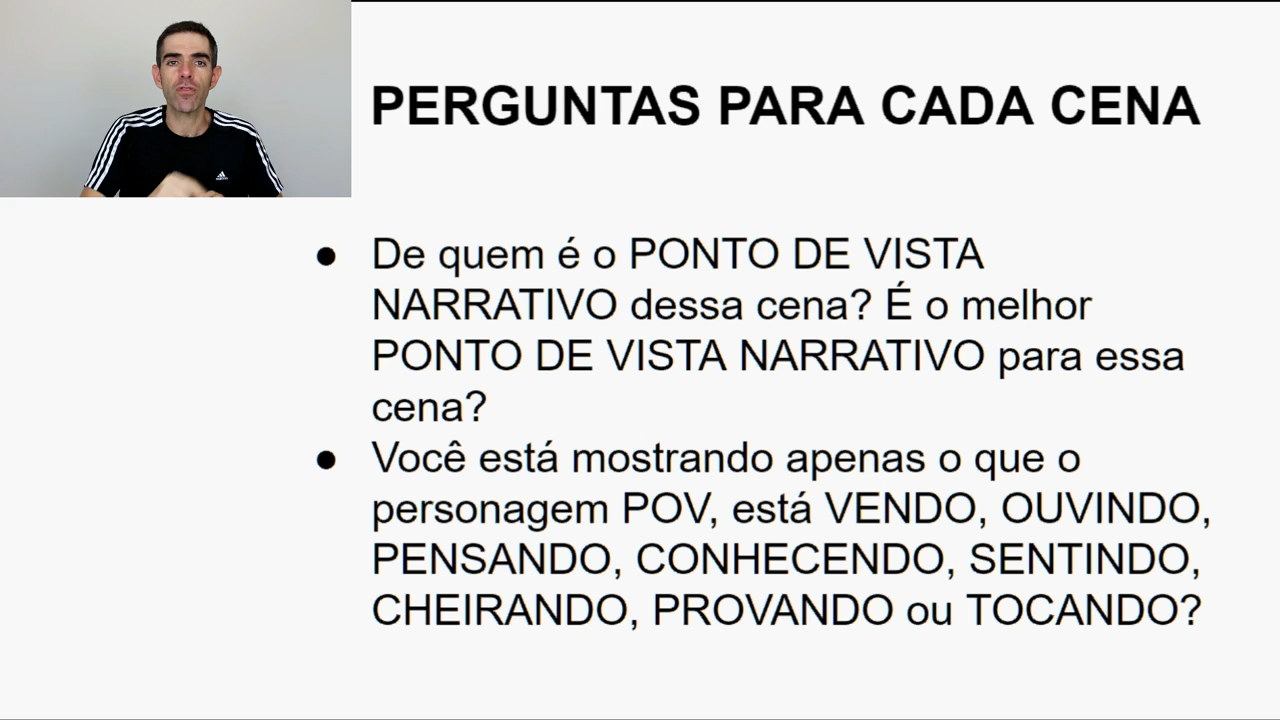 PERGUNTAS PARA CADA CENA
● De quem é o PONTO DE VISTA
NARRATIVO dessa cena? É o melhor
PONTO DE VISTA NARRATIVO para essa
cena?
● Você está mostrando apenas o que o
personagem POV, está VENDO, OUVINDO,
PENSANDO, CONHECENDO, SENTINDO,
CHEIRANDO, PROVANDO ou TOCANDO?